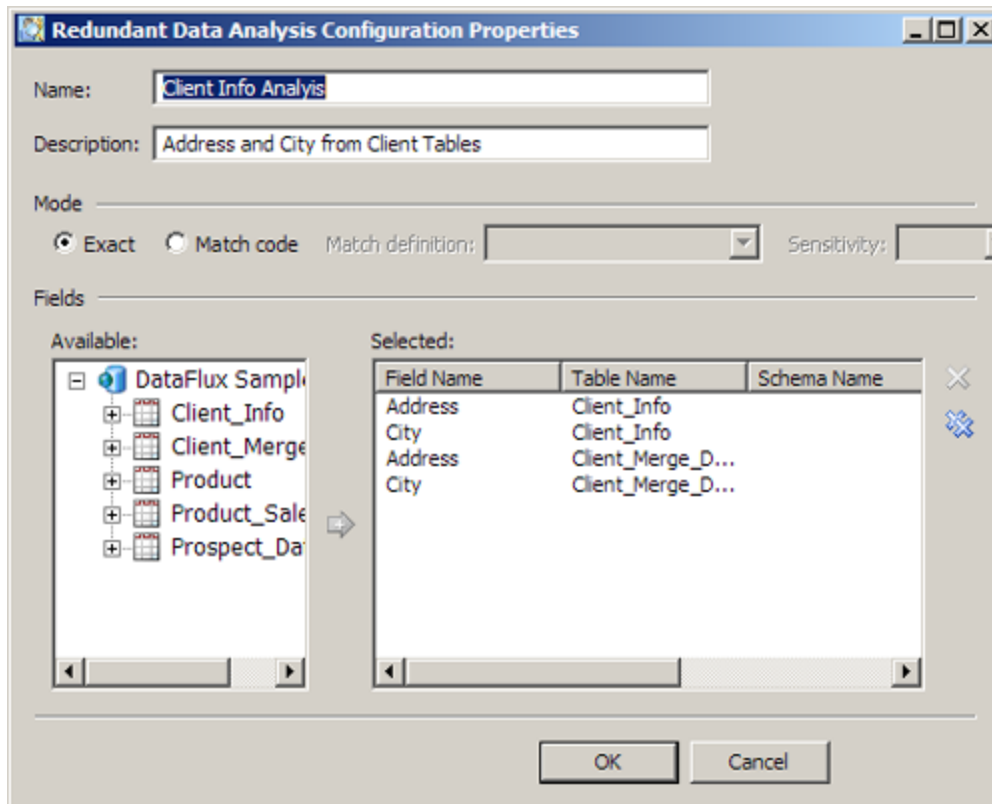 Redundant Data Analysis Configuration Properties
Name: Client Info Analyis
Description: Address and City from Client Tables
Mode
Exact Match code Match definition: Sensitivity:
Fields
Available: Selected:
DataFlux Sampl
Client_Info
Client_Merge
Product
Product_Sale
Prospect_Da
Field Name Table Name Schema Name
Address Client_Info
City Client_Info
Address Client_Merge_D...
City Client_Merge_D...
OK Cancel